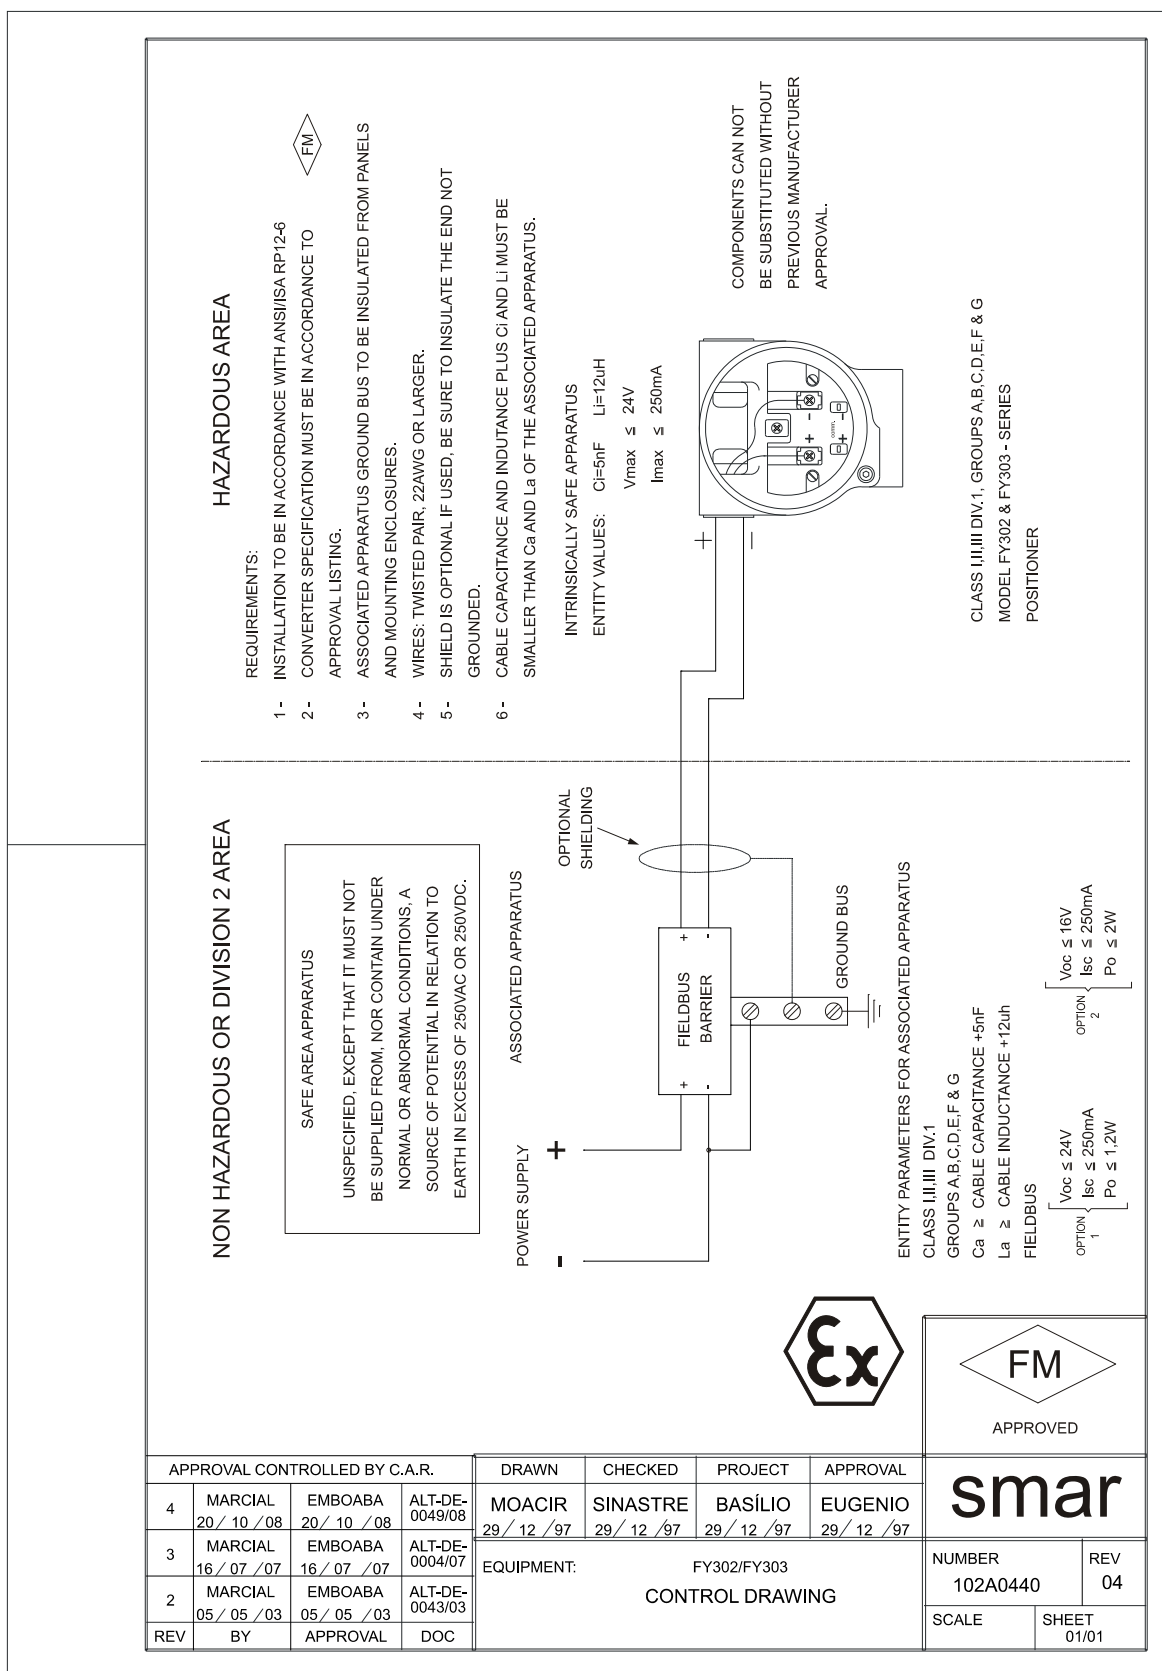 HAZARDOUS AREA
REQUIREMENTS:
1 - INSTALLATION TO BE IN ACCORDANCE WITH ANSI/ISA RP12-6
2 - CONVERTER SPECIFICATION MUST BE IN ACCORDANCE TO
APPROVAL LISTING.
FM
3 - ASSOCIATED APPARATUS GROUND BUS TO BE INSULATED FROM PANELS
AND MOUNTING ENCLOSURES.
4 - WIRES: TWISTED PAIR, 22AWG OR LARGER.
5 - SHIELD IS OPTIONAL IF USED, BE SURE TO INSULATE THE END NOT
GROUNDED.
6 - CABLE CAPACITANCE AND INDUTANCE PLUS Ci AND Li MUST BE
SMALLER THAN Ca AND La OF THE ASSOCIATED APPARATUS.
INTRINSICALLY SAFE APPARATUS
ENTITY VALUES: Ci=5nF Li=12uH
Vmax ≤ 24V
Imax ≤ 250mA
COMPONENTS CAN NOT
BE SUBSTITUTED WITHOUT
PREVIOUS MANUFACTURER
APPROVAL.
+
-
+ -
comm.
+ -
CLASS I,II,III DIV.1, GROUPS A,B,C,D,E,F & G
MODEL FY302 & FY303 - SERIES
POSITIONER
NON HAZARDOUS OR DIVISION 2 AREA
SAFE AREA APPARATUS
UNSPECIFIED, EXCEPT THAT IT MUST NOT
BE SUPPLIED FROM, NOR CONTAIN UNDER
NORMAL OR ABNORMAL CONDITIONS, A
SOURCE OF POTENTIAL IN RELATION TO
EARTH IN EXCESS OF 250VAC OR 250VDC.
POWER SUPPLY
- +
ASSOCIATED APPARATUS
OPTIONAL
SHIELDING
+ +
FIELDBUS
BARRIER
- -
GROUND BUS
ENTITY PARAMETERS FOR ASSOCIATED APPARATUS
CLASS I,II,III DIV.1
GROUPS A,B,C,D,E,F & G
Ca ≥ CABLE CAPACITANCE +5nF
La ≥ CABLE INDUCTANCE +12uh
FIELDBUS
OPTION
1
Voc ≤ 24V
Isc ≤ 250mA
Po ≤ 1,2W
OPTION
2
Voc ≤ 16V
Isc ≤ 250mA
Po ≤ 2W
Ex
FM
APPROVED
APPROVAL CONTROLLED BY C.A.R.
4 MARCIAL 20/ 10 /08 EMBOABA 20/ 10 /08 ALT-DE-0049/08
3 MARCIAL 16/ 07 /07 EMBOABA 16/ 07 /07 ALT-DE-0004/07
2 MARCIAL 05/ 05 /03 EMBOABA 05/ 05 /03 ALT-DE-0043/03
REV BY APPROVAL DOC
DRAWN CHECKED PROJECT APPROVAL
MOACIR SINASTRE BASÍLIO EUGENIO
29/ 12 /97 29/ 12 /97 29/ 12 /97 29/ 12 /97
EQUIPMENT: FY302/FY303
CONTROL DRAWING
smar
NUMBER
102A0440
REV
04
SCALE
SHEET
01/01